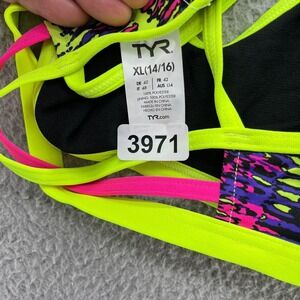 TYR
XL(14/16)
DE 42 FR 42
IT 48 AUS
100% POLYESTER
MADE IN CHINA
TYR.com
3971